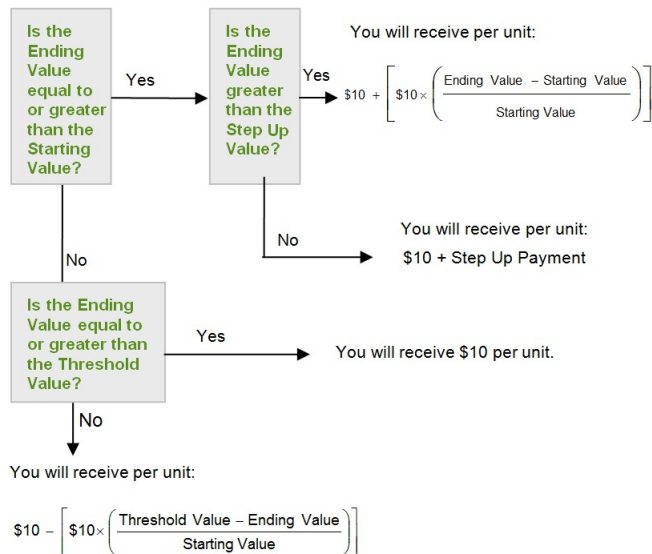 Is the
Ending
Value
equal to
or greater
than the
Starting
Value?
Yes
Is the
Ending
Value
greater
than the
Step Up
Value?
Yes
You will receive per unit:
$10 + [ $10 × ( Ending Value – Starting Value
Starting Value ) ]
No
You will receive per unit:
$10 + Step Up Payment
No
Is the Ending
Value equal to
or greater than
the Threshold
Value?
Yes
You will receive $10 per unit.
No
You will receive per unit:
$10 – [ $10× ( Threshold Value – Ending Value
Starting Value ) ]